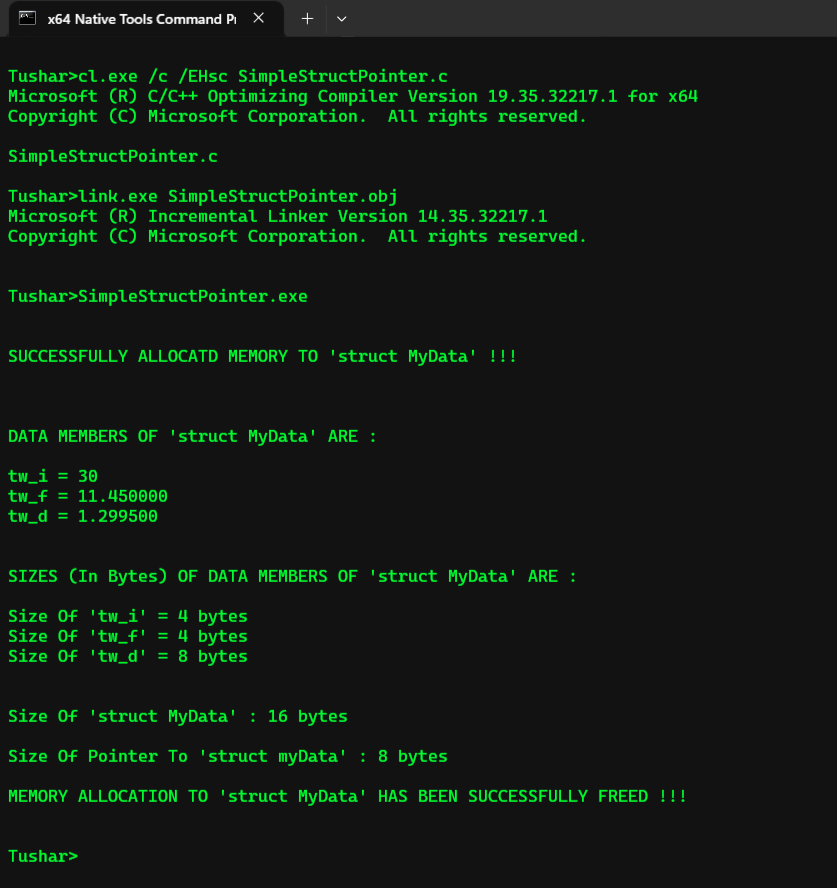 x64 Native Tools Command P
Tushar>cl.exe /c /EHsc SimpleStructPointer.c
Microsoft (R) C/C++ Optimizing Compiler Version 19.35.32217.1 for x64
Copyright (C) Microsoft Corporation.  All rights reserved.
SimpleStructPointer.c
Tushar>link.exe SimpleStructPointer.obj
Microsoft (R) Incremental Linker Version 14.35.32217.1
Copyright (C) Microsoft Corporation.  All rights reserved.
Tushar>SimpleStructPointer.exe
SUCCESSFULLY ALLOCATD MEMORY TO 'struct MyData' !!!
DATA MEMBERS OF 'struct MyData' ARE :
tw_i = 30
tw_f = 11.450000
tw_d = 1.299500
SIZES (In Bytes) OF DATA MEMBERS OF 'struct MyData' ARE :
Size Of 'tw_i' = 4 bytes
Size Of 'tw_f' = 4 bytes
Size Of 'tw_d' = 8 bytes
Size Of 'struct MyData' : 16 bytes
Size Of Pointer To 'struct myData' : 8 bytes
MEMORY ALLOCATION TO 'struct MyData' HAS BEEN SUCCESSFULLY FREED !!!
Tushar>